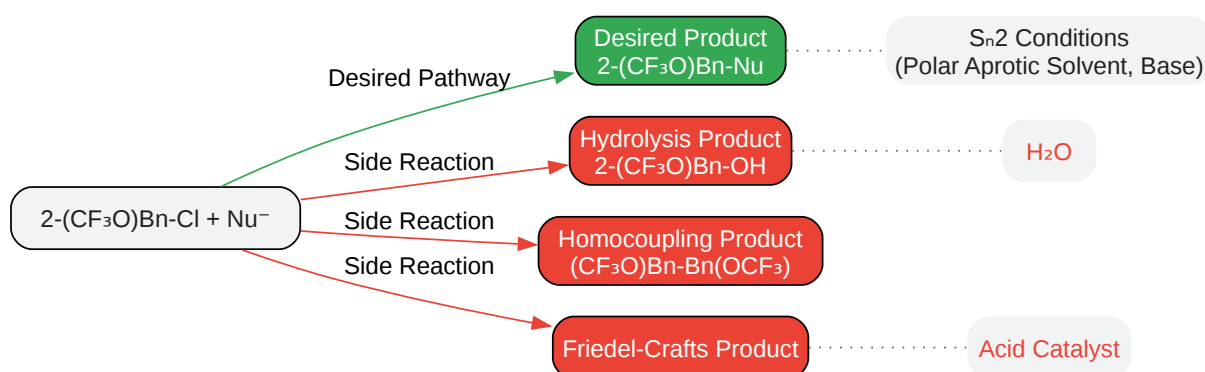 Desired Product
2-(CF₃O)Bn-Nu
Sₙ2 Conditions
(Polar Aprotic Solvent, Base)
Desired Pathway
Hydrolysis Product
2-(CF₃O)Bn-OH
H₂O
Side Reaction
2-(CF₃O)Bn-Cl + Nu⁻
Side Reaction
Homocoupling Product
(CF₃O)Bn-Bn(OCF₃)
Side Reaction
Friedel-Crafts Product
Acid Catalyst